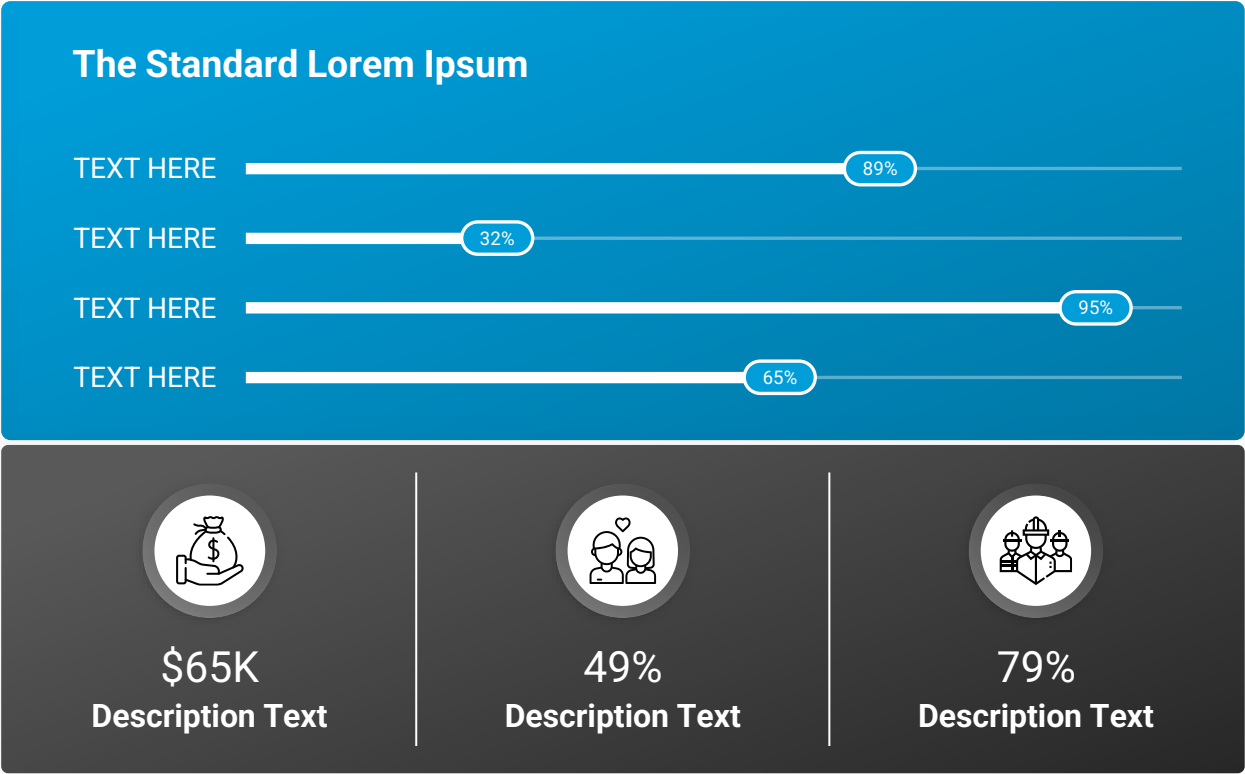 The Standard Lorem Ipsum
TEXT HERE 89%
TEXT HERE 32%
TEXT HERE 95%
TEXT HERE 65%
$
$65K
Description Text
49%
Description Text
79%
Description Text